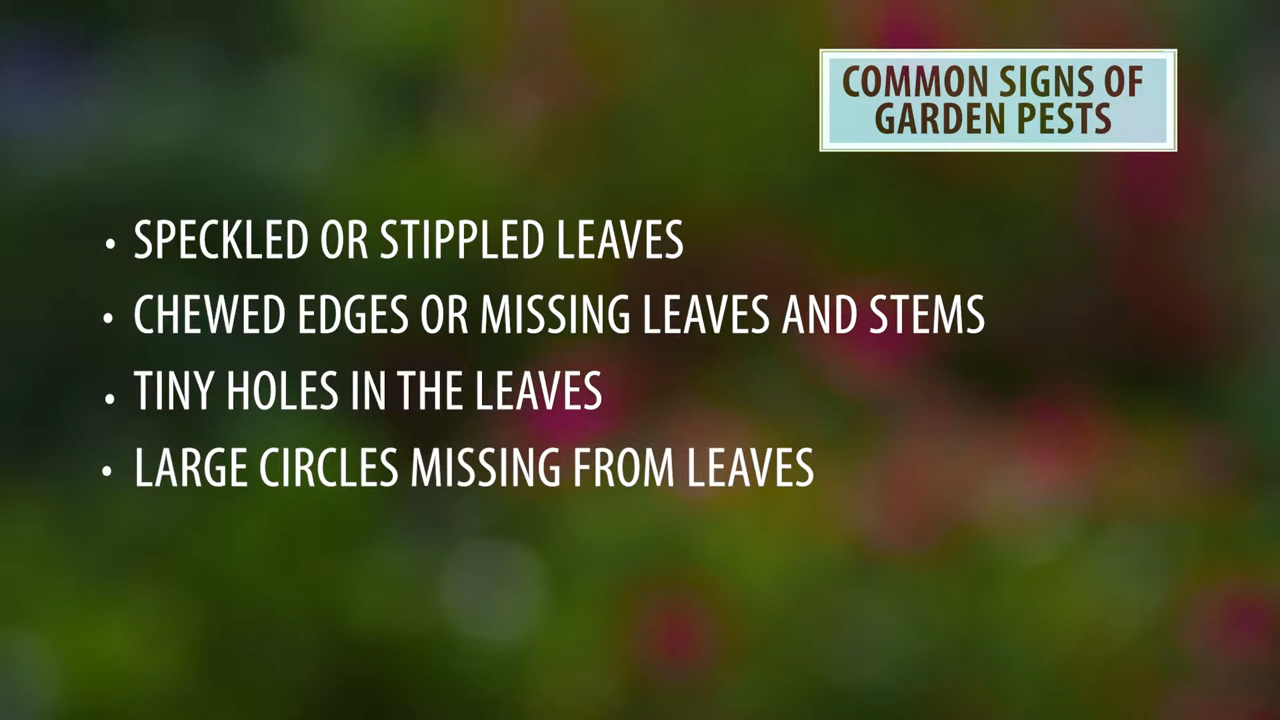 COMMON SIGNS OF
GARDEN PESTS
• SPECKLED OR STIPPLED LEAVES
• CHEWED EDGES OR MISSING LEAVES AND STEMS
• TINY HOLES IN THE LEAVES
• LARGE CIRCLES MISSING FROM LEAVES